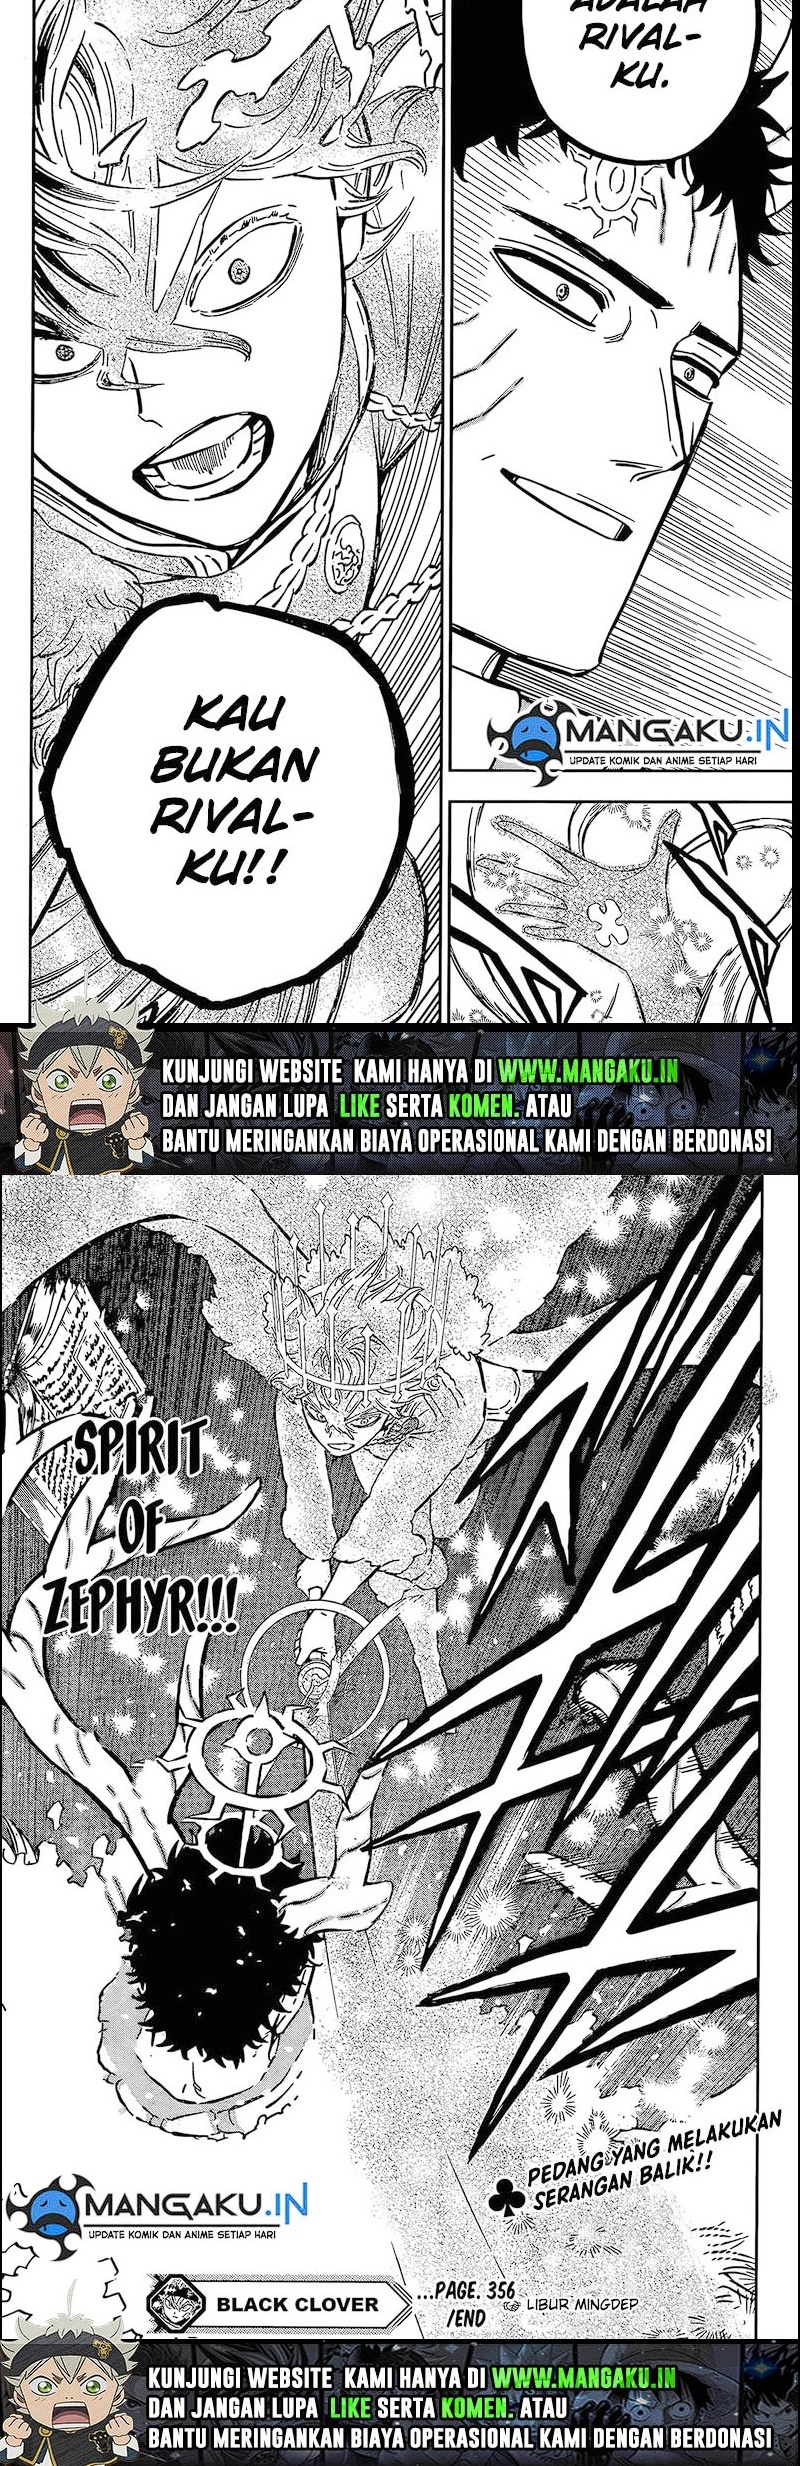 ADALAH
RIVAL-
KU.
KAU
BUKAN
RIVAL-
KU!!
MANGAKU.IN
UPDATE KOMIK DAN ANIME SETIAP HARI
KUNJUNGI WEBSITE KAMI HANYA DI WWW.MANGAKU.IN
DAN JANGAN LUPA LIKE SERTA KOMEN. ATAU
BANTU MERINGANKAN BIAYA OPERASIONAL KAMI DENGAN BERDONASI
SPIRIT
OF
ZEPHYR!!!
PEDANG YANG MELAKUKAN
SERANGAN BALIK!!
MANGAKU.IN
UPDATE KOMIK DAN ANIME SETIAP HARI
BLACK CLOVER
...PAGE. 356
/END
LIBUR MINGDEP
KUNJUNGI WEBSITE KAMI HANYA DI WWW.MANGAKU.IN
DAN JANGAN LUPA LIKE SERTA KOMEN. ATAU
BANTU MERINGANKAN BIAYA OPERASIONAL KAMI DENGAN BERDONASI